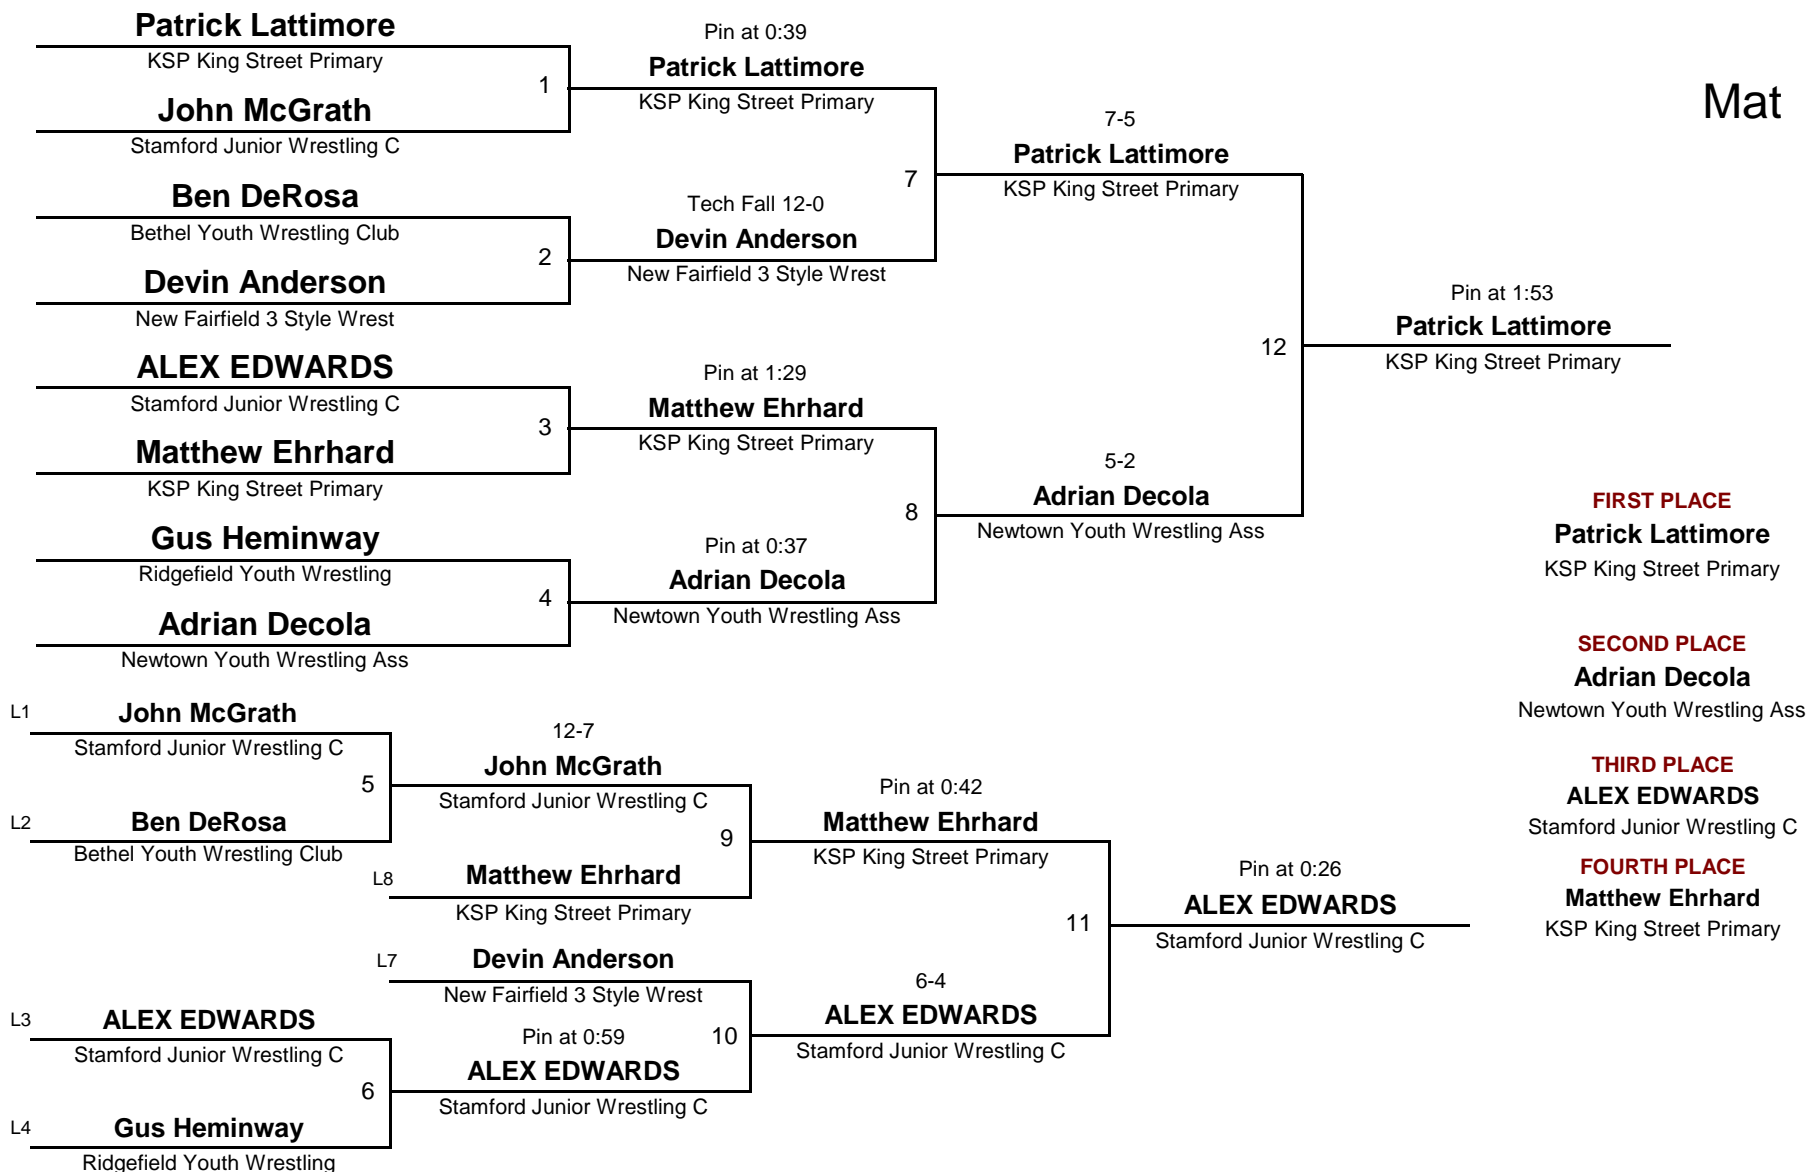 Patrick Lattimore
KSP King Street Primary
1
John McGrath
Stamford Junior Wrestling C
Ben DeRosa
Bethel Youth Wrestling Club
2
Devin Anderson
New Fairfield 3 Style Wrest
ALEX EDWARDS
Stamford Junior Wrestling C
3
Matthew Ehrhard
KSP King Street Primary
Gus Heminway
Ridgefield Youth Wrestling
4
Adrian Decola
Newtown Youth Wrestling Ass
Pin at 0:39
Patrick Lattimore
KSP King Street Primary
7
Tech Fall 12-0
Devin Anderson
New Fairfield 3 Style Wrest
Pin at 1:29
Matthew Ehrhard
KSP King Street Primary
8
Pin at 0:37
Adrian Decola
Newtown Youth Wrestling Ass
7-5
Patrick Lattimore
KSP King Street Primary
12
5-2
Adrian Decola
Newtown Youth Wrestling Ass
Pin at 1:53
Patrick Lattimore
KSP King Street Primary
Mat
FIRST PLACE
Patrick Lattimore
KSP King Street Primary
SECOND PLACE
Adrian Decola
Newtown Youth Wrestling Ass
THIRD PLACE
ALEX EDWARDS
Stamford Junior Wrestling C
FOURTH PLACE
Matthew Ehrhard
KSP King Street Primary
L1
John McGrath
Stamford Junior Wrestling C
5
L2
Ben DeRosa
Bethel Youth Wrestling Club
12-7
John McGrath
Stamford Junior Wrestling C
9
L8
Matthew Ehrhard
KSP King Street Primary
L7
Devin Anderson
New Fairfield 3 Style Wrest
10
L3
ALEX EDWARDS
Stamford Junior Wrestling C
6
L4
Gus Heminway
Ridgefield Youth Wrestling
Pin at 0:59
ALEX EDWARDS
Stamford Junior Wrestling C
Pin at 0:42
Matthew Ehrhard
KSP King Street Primary
11
6-4
ALEX EDWARDS
Stamford Junior Wrestling C
Pin at 0:26
ALEX EDWARDS
Stamford Junior Wrestling C